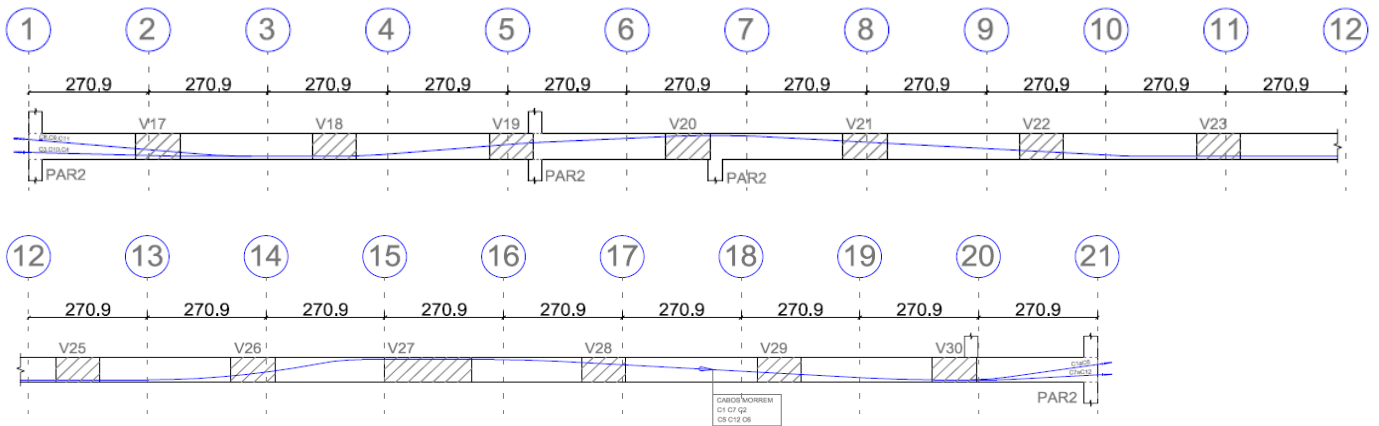 1 2 3 4 5 6 7 8 9 10 11 12
270.9 270.9 270.9 270.9 270.9 270.9 270.9 270.9 270.9 270.9 270.9
V17 V18 V19 V20 V21 V22 V23
PAR2 PAR2 PAR2
12 13 14 15 16 17 18 19 20 21
270.9 270.9 270.9 270.9 270.9 270.9 270.9 270.9 270.9
V25 V26 V27 V28 V29 V30
PAR2
CABOS MORREM
C1 C7 C2
C5 C12 C6